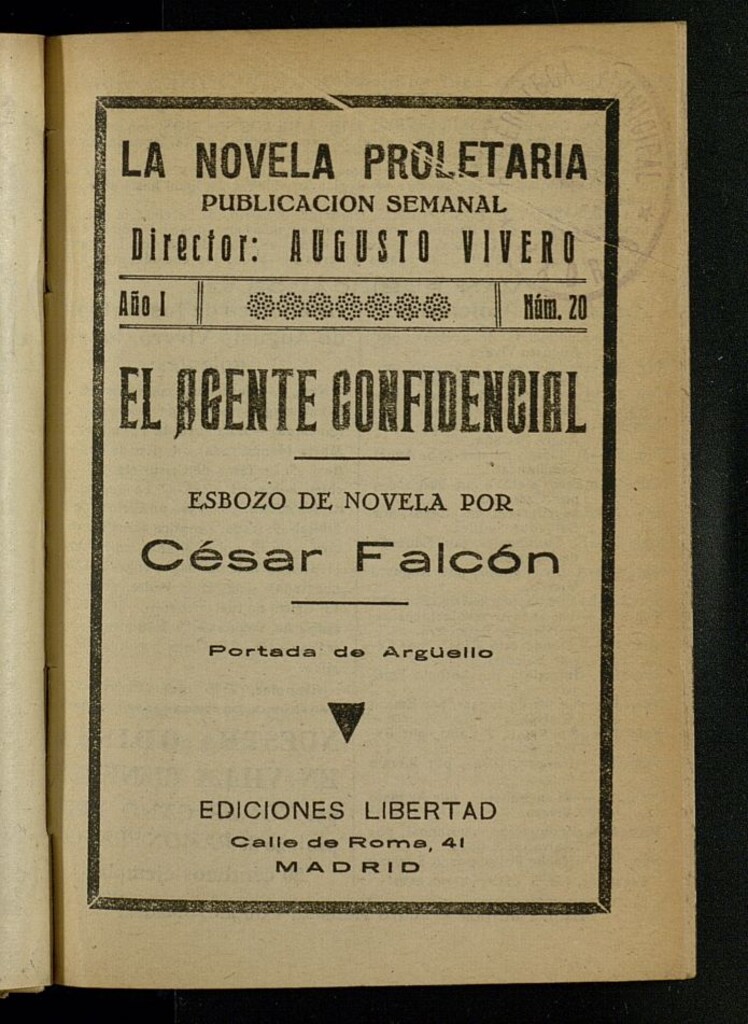 LA NOVELA PROLETARIA
PUBLICACION SEMANAL
Director: AUGUSTO VIVERO
Año I
Núm. 20
EL AGENTE CONFIDENCIAL
ESBOZO DE NOVELA POR
César Falcón
Portada de Argüello
EDICIONES LIBERTAD
Calle de Roma, 41
MADRID